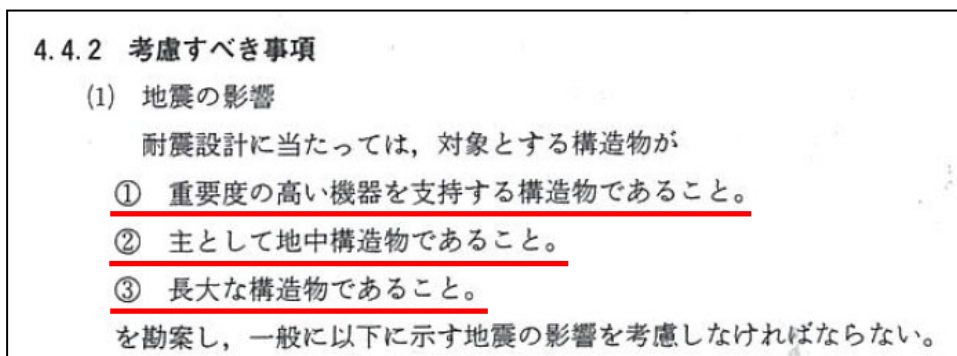 4.4.2 考慮すべき事項
(1) 地震の影響
耐震設計に当たっては，対象とする構造物が
① 重要度の高い機器を支持する構造物であること。
② 主として地中構造物であること。
③ 長大な構造物であること。
を勘案し，一般に以下に示す地震の影響を考慮しなければならない。